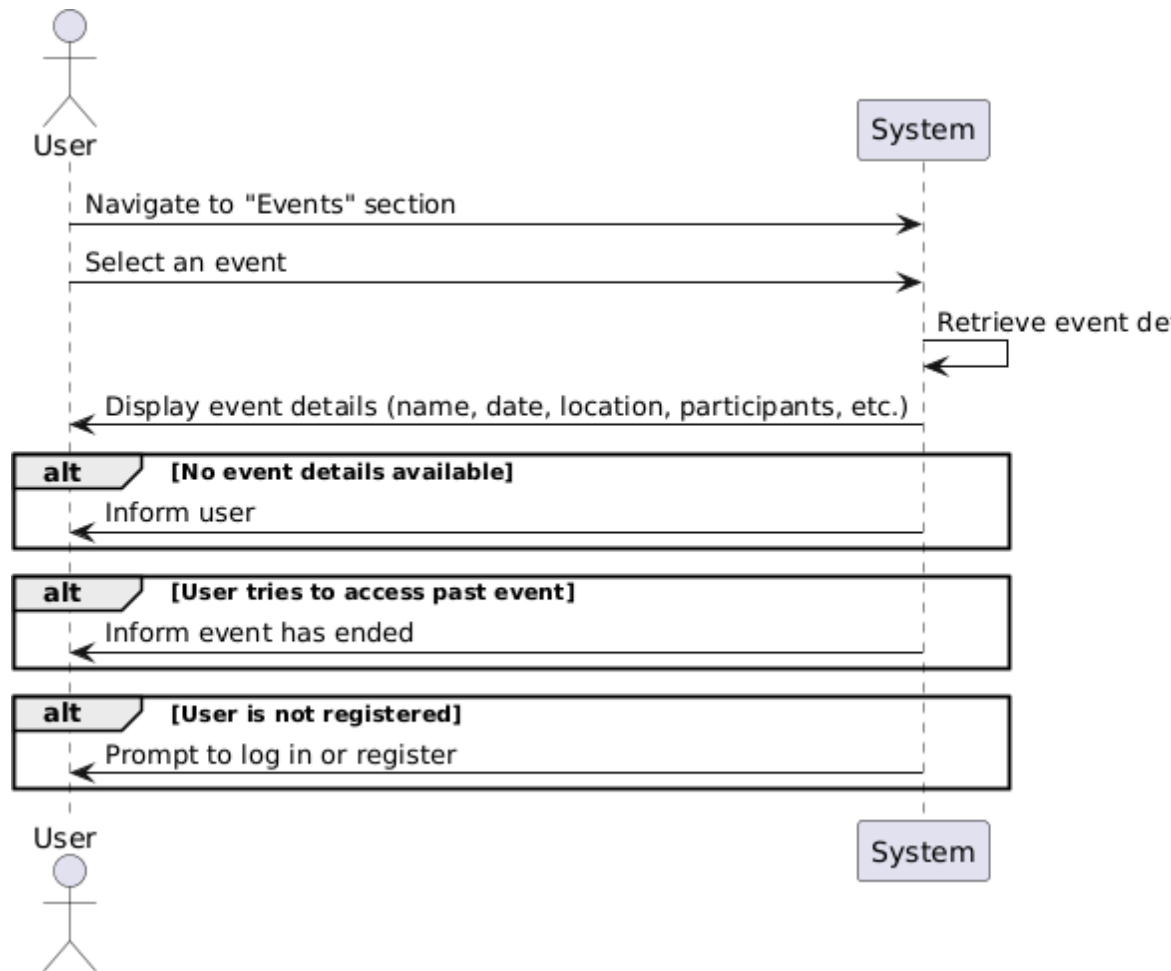 User
System
Navigate to "Events" section
Select an event
Retrieve event
Display event details (name, date, location, participants, etc.)
alt [No event details available]
Inform user
alt [User tries to access past event]
Inform event has ended
alt [User is not registered]
Prompt to log in or register
User
System